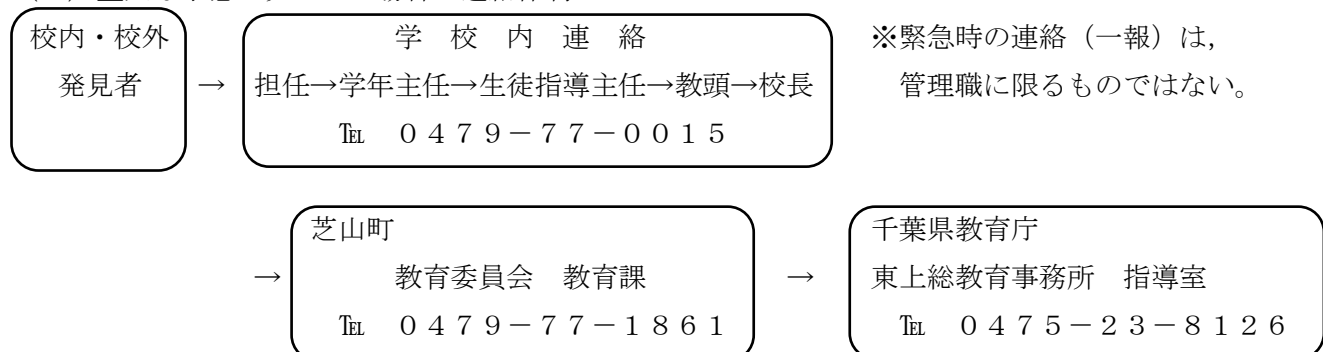 校内・校外
発見者
→
学 校 内 連 絡
担任→学年主任→生徒指導主任→教頭→校長
℡ 0479-77-0015
※緊急時の連絡(一報)は,
管理職に限るものではない。
→
芝山町
教育委員会 教育課
℡ 0479-77-1861
→
千葉県教育庁
東上総教育事務所 指導室
℡ 0475-23-8126